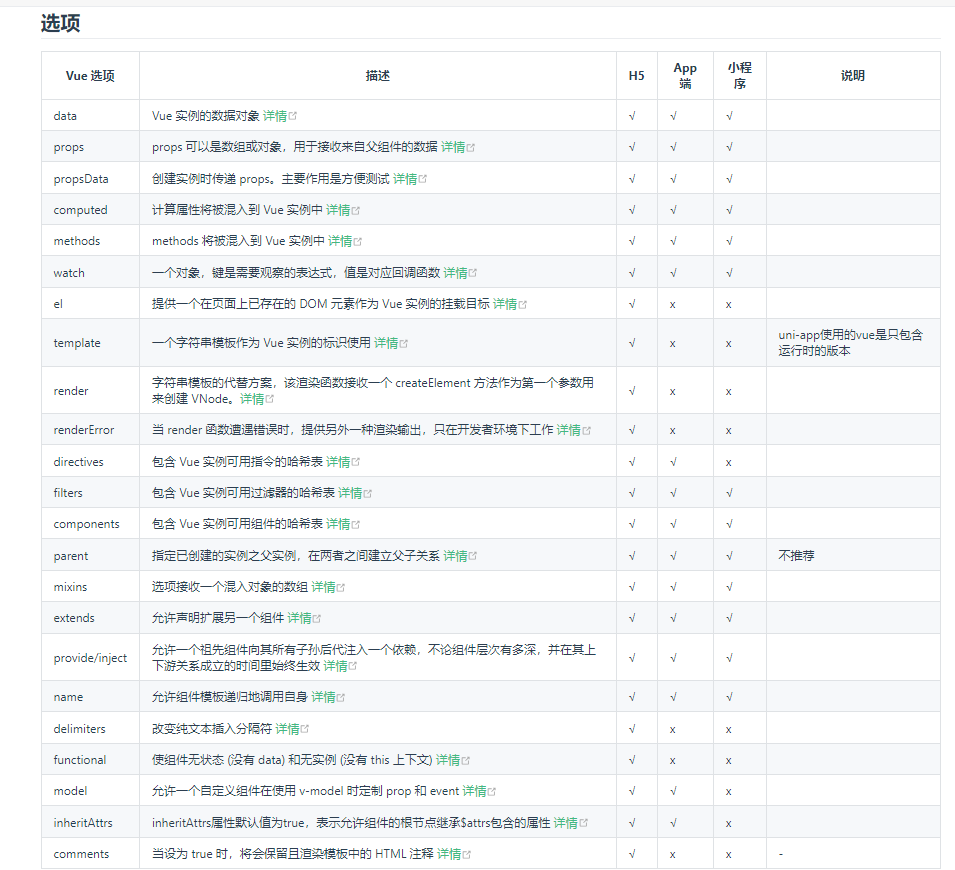 选项
Vue 选项 描述 H5 App端 小程序 说明
data Vue 实例的数据对象 详情 √ √ √
props props 可以是数组或对象，用于接收来自父组件的数据 详情 √ √ √
propsData 创建实例时传递 props。主要作用是方便测试 详情 √ √ √
computed 计算属性将被混入到 Vue 实例中 详情 √ √ √
methods methods 将被混入到 Vue 实例中 详情 √ √ √
watch 一个对象，键是需要观察的表达式，值是对应回调函数 详情 √ √ √
el 提供一个在页面上已存在的 DOM 元素作为 Vue 实例的挂载目标 详情 √ x x
template 一个字符串模板作为 Vue 实例的标识使用 详情 √ x x uni-app使用的vue是只包含
运行时的版本
render 字符串模板的代替方案，该渲染函数接收一个 createElement 方法作为第一个参数用
来创建 VNode。详情 √ x x
renderError 当 render 函数遭遇错误时，提供另外一种渲染输出，只在开发者环境下工作 详情 √ x x
directives 包含 Vue 实例可用指令的哈希表 详情 √ √ x
filters 包含 Vue 实例可用过滤器的哈希表 详情 √ √ √
components 包含 Vue 实例可用组件的哈希表 详情 √ √ √
parent 指定已创建的实例之父实例，在两者之间建立父子关系 详情 √ √ √ 不推荐
mixins 选项接收一个混入对象的数组 详情 √ √ √
extends 允许声明扩展另一个组件 详情 √ √ √
provide/inject 允许一个祖先组件向其所有子孙后代注入一个依赖，不论组件层次有多深，并在其上
下游关系成立的时间里始终生效 详情 √ √ √
name 允许组件模板递归地调用自身 详情 √ √ √
delimiters 改变纯文本插入分隔符 详情 √ x x
functional 使组件无状态 (没有 data) 和无实例 (没有 this 上下文) 详情 √ x x
model 允许一个自定义组件在使用 v-model 时定制 prop 和 event 详情 √ √ x
inheritAttrs inheritAttrs属性默认值为true，表示允许组件的根节点继承$attrs包含的属性 详情 √ √ x
comments 当设为 true 时，将会保留且渲染模板中的 HTML 注释 详情 √ x x -